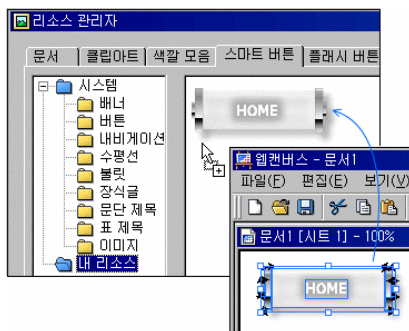 리소스 관리자
문서 클립아트 색깔 모음 스마트 버튼 플래시 버튼
시스템
배너
버튼
내비게이션
수평선
불릿
장식글
문단 제목
표 제목
이미지
내 리소스
HOME
웹캔버스 - 문서1
파일(F) 편집(E) 보기(V)
문서1 [시트 1] - 100%
HOME